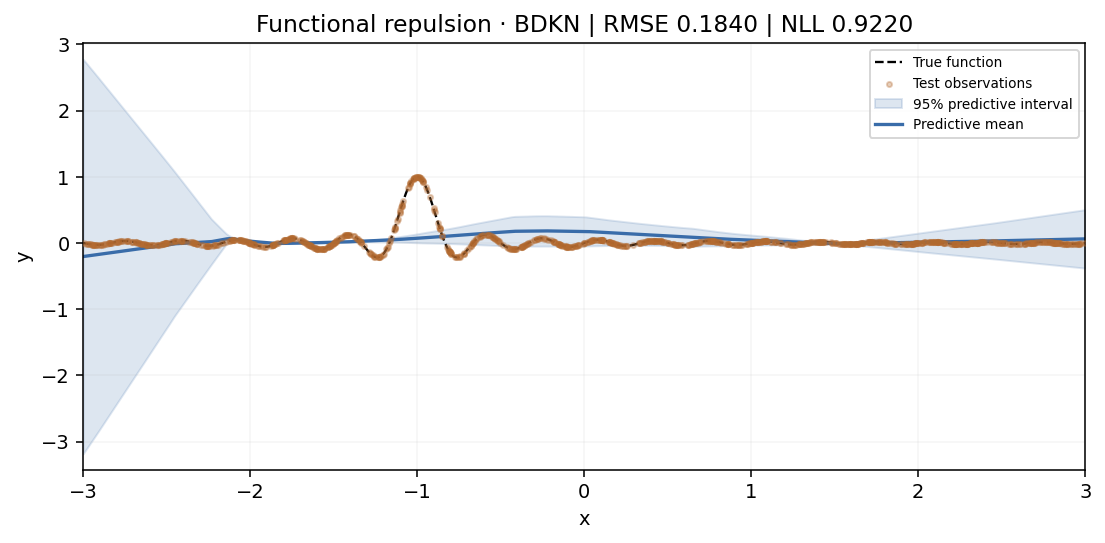 Functional repulsion · BDKN | RMSE 0.1840 | NLL 0.9220
True function
Test observations
95% predictive interval
Predictive mean
3
2
1
0
−1
−2
−3
y
−3 −2 −1 0 1 2 3
x